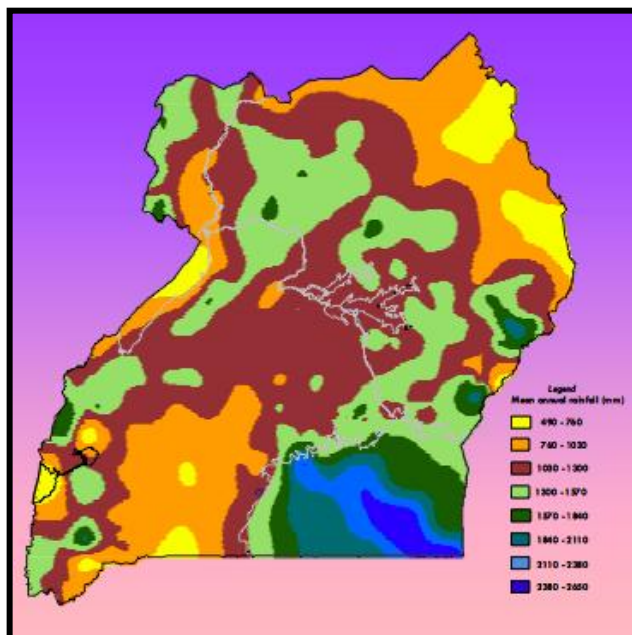 Legend
Mean annual rainfall (mm)
490 - 760
760 - 1030
1030 - 1300
1300 - 1570
1570 - 1840
1840 - 2110
2110 - 2380
2380 - 2650